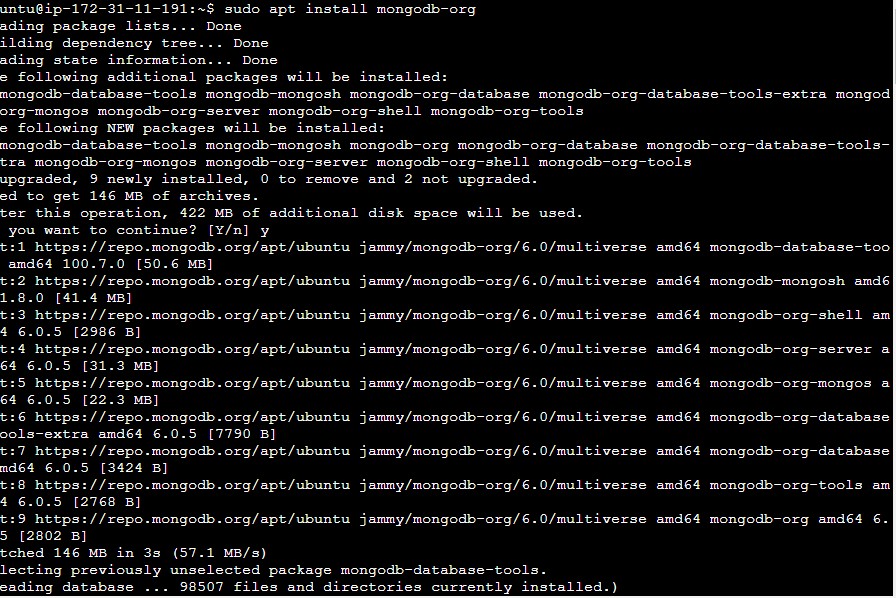 untu@ip-172-31-11-191:~$ sudo apt install mongodb-org
ading package lists... Done
ilding dependency tree... Done
ading state information... Done
e following additional packages will be installed:
mongodb-database-tools mongodb-mongosh mongodb-org-database mongodb-org-database-tools-extra mongod
org-mongos mongodb-org-server mongodb-org-shell mongodb-org-tools
e following NEW packages will be installed:
mongodb-database-tools mongodb-mongosh mongodb-org mongodb-org-database mongodb-org-database-tools-
tra mongodb-org-mongos mongodb-org-server mongodb-org-shell mongodb-org-tools
upgraded, 9 newly installed, 0 to remove and 2 not upgraded.
ed to get 146 MB of archives.
ter this operation, 422 MB of additional disk space will be used.
you want to continue? [Y/n] y
t:1 https://repo.mongodb.org/apt/ubuntu jammy/mongodb-org/6.0/multiverse amd64 mongodb-database-too
amd64 100.7.0 [50.6 MB]
t:2 https://repo.mongodb.org/apt/ubuntu jammy/mongodb-org/6.0/multiverse amd64 mongodb-mongosh amd6
1.8.0 [41.4 MB]
t:3 https://repo.mongodb.org/apt/ubuntu jammy/mongodb-org/6.0/multiverse amd64 mongodb-org-shell am
4 6.0.5 [2986 B]
t:4 https://repo.mongodb.org/apt/ubuntu jammy/mongodb-org/6.0/multiverse amd64 mongodb-org-server a
64 6.0.5 [31.3 MB]
t:5 https://repo.mongodb.org/apt/ubuntu jammy/mongodb-org/6.0/multiverse amd64 mongodb-org-mongos a
64 6.0.5 [22.3 MB]
t:6 https://repo.mongodb.org/apt/ubuntu jammy/mongodb-org/6.0/multiverse amd64 mongodb-org-database
ools-extra amd64 6.0.5 [7790 B]
t:7 https://repo.mongodb.org/apt/ubuntu jammy/mongodb-org/6.0/multiverse amd64 mongodb-org-database
md64 6.0.5 [3424 B]
t:8 https://repo.mongodb.org/apt/ubuntu jammy/mongodb-org/6.0/multiverse amd64 mongodb-org-tools am
4 6.0.5 [2768 B]
t:9 https://repo.mongodb.org/apt/ubuntu jammy/mongodb-org/6.0/multiverse amd64 mongodb-org amd64 6.
5 [2802 B]
tched 146 MB in 3s (57.1 MB/s)
lecting previously unselected package mongodb-database-tools.
eading database ... 98507 files and directories currently installed.)